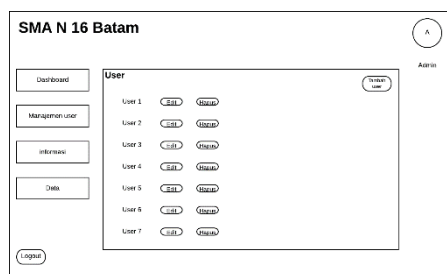 SMA N 16 Batam
A
Admin
Dashboard
Manajemen user
Informasi
Data
Logout
User
Tambah user
User 1 Edit Hapus
User 2 Edit Hapus
User 3 Edit Hapus
User 4 Edit Hapus
User 5 Edit Hapus
User 6 Edit Hapus
User 7 Edit Hapus